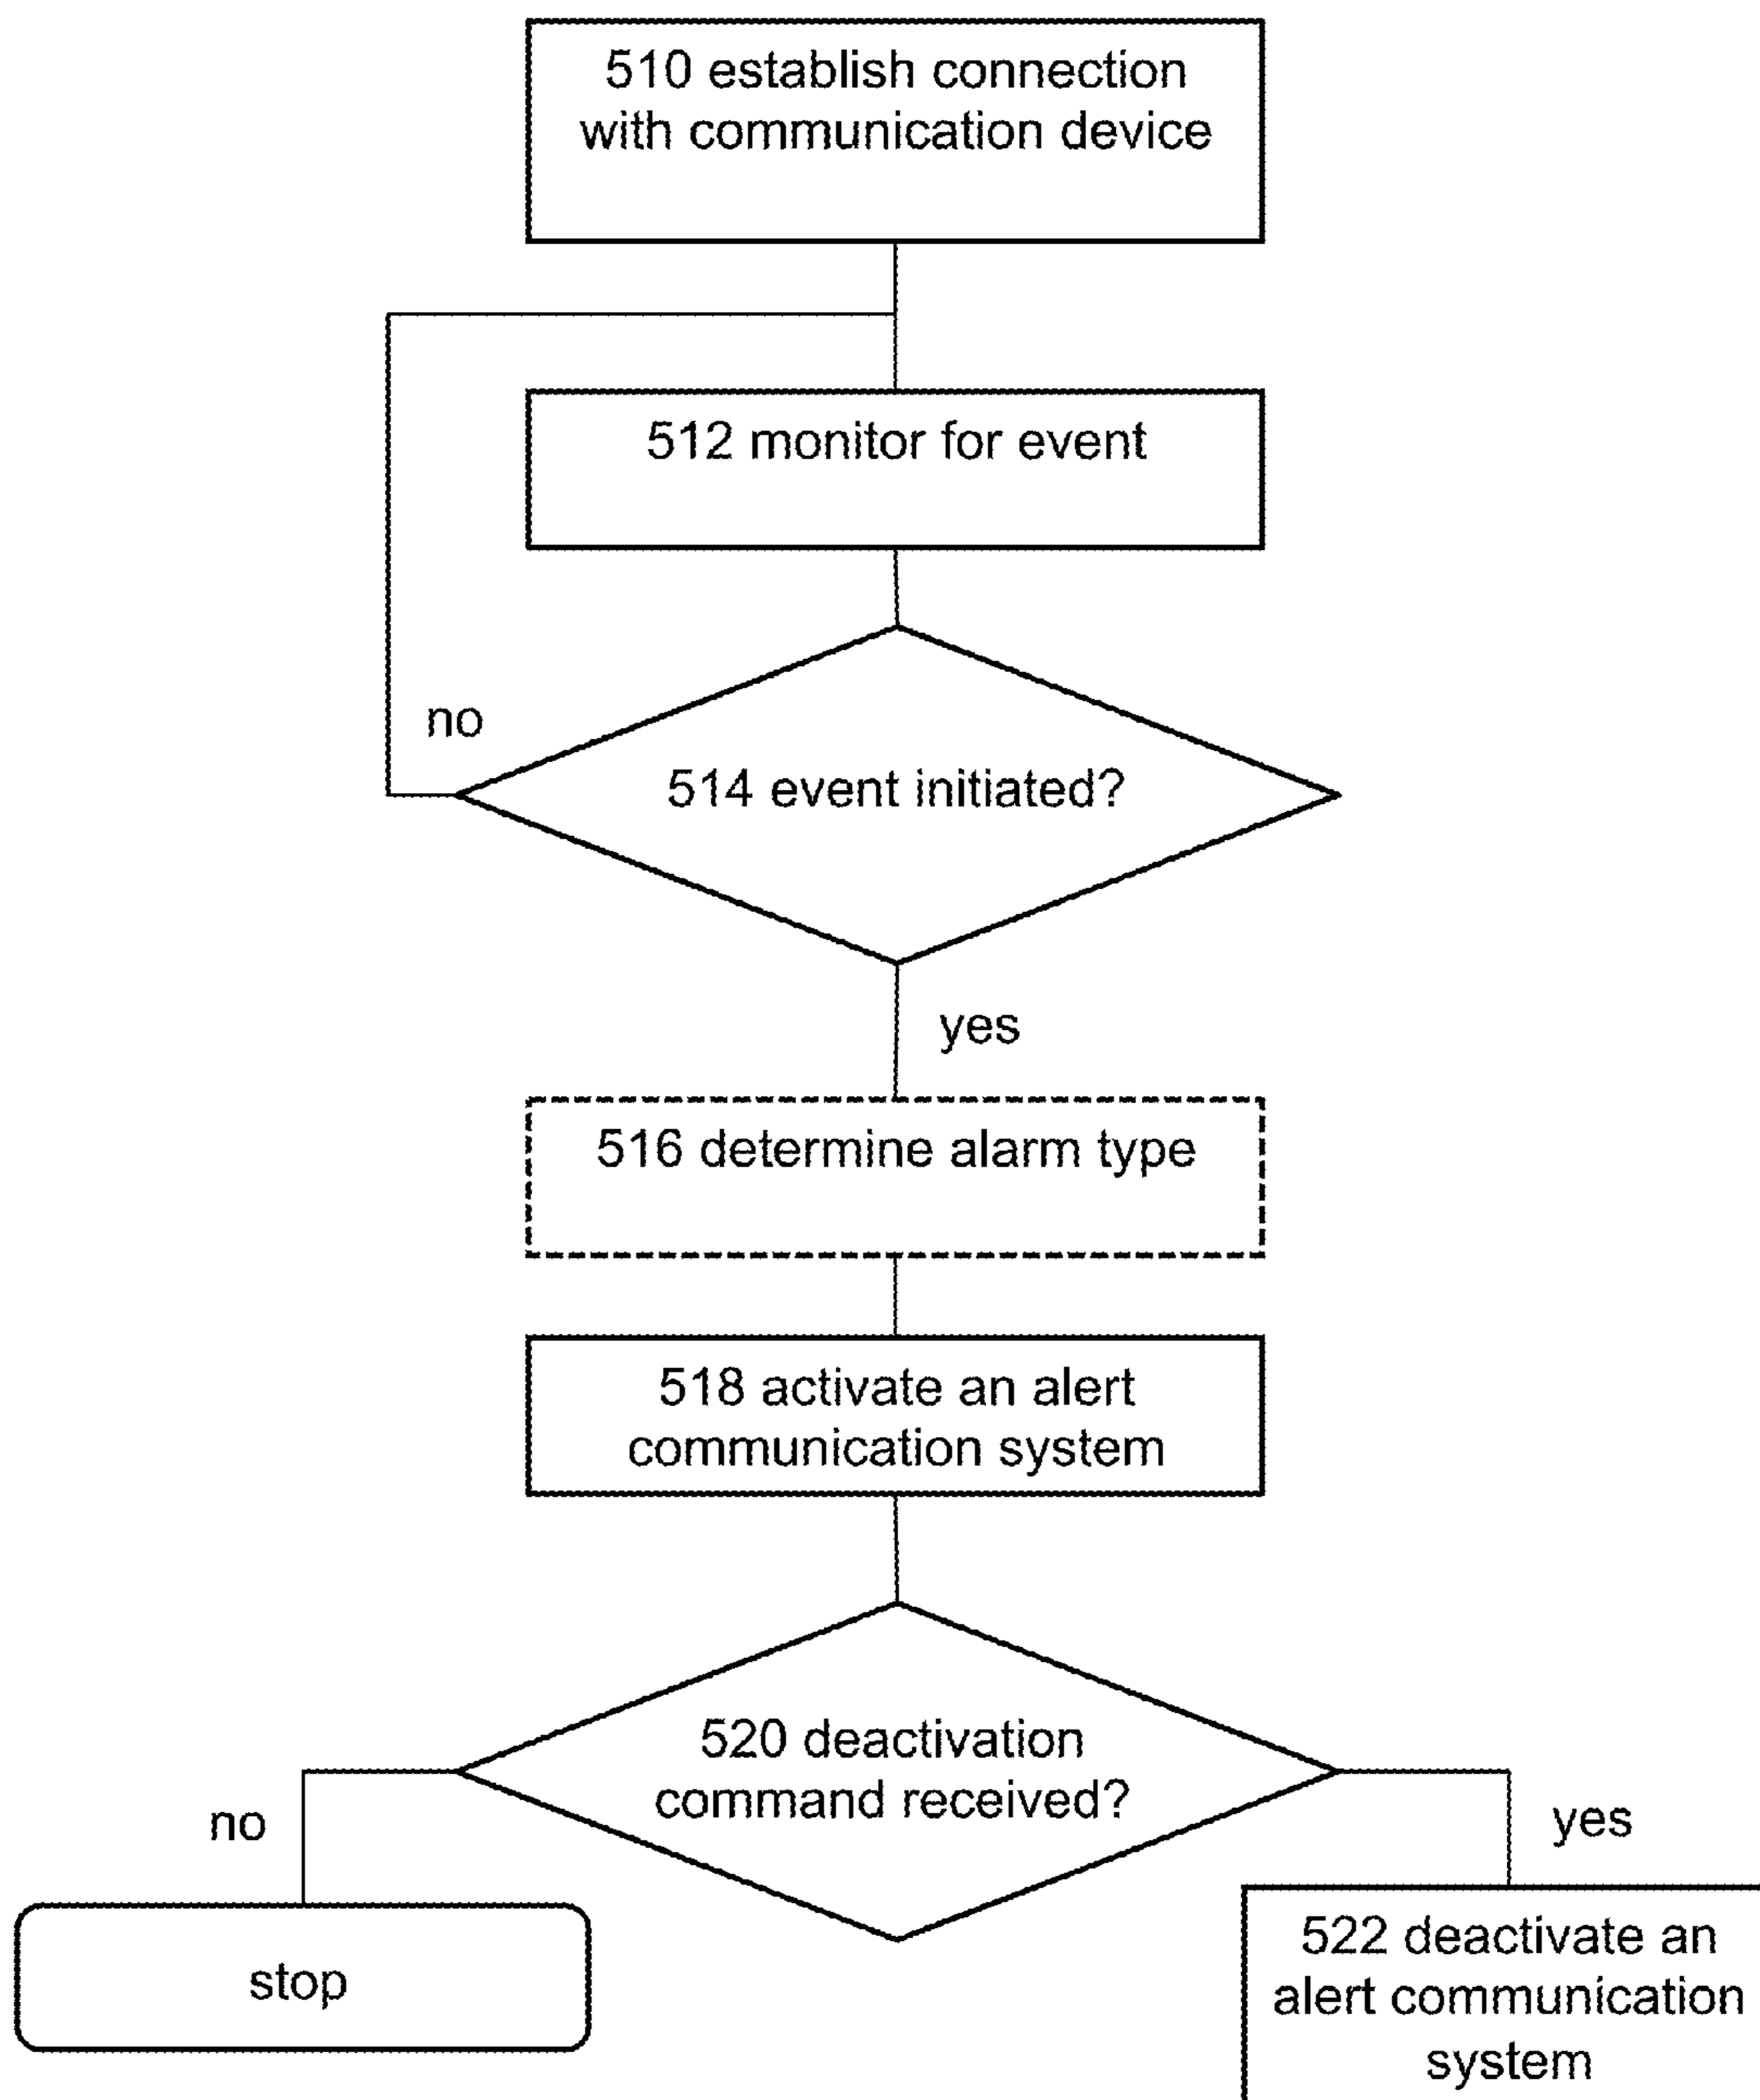 510 establish connection
with communication device
512 monitor for event
no
514 event initiated?
yes
516 determine alarm type
518 activate an alert
communication system
520 deactivation
command received?
no
yes
stop
522 deactivate an
alert communication
system